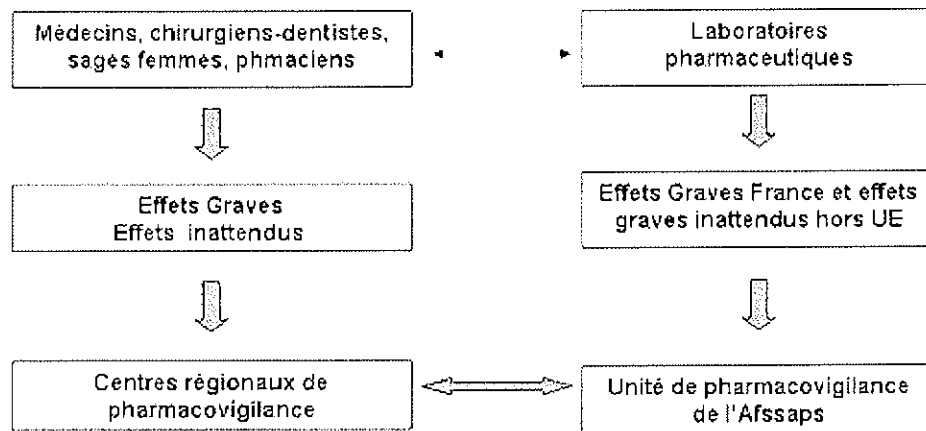 Médecins, chirurgiens-dentistes,
sages femmes, phmaciens
Laboratoires
pharmaceutiques
Effets Graves
Effets inattendus
Effets Graves France et effets
graves inattendus hors UE
Centres régionaux de
pharmacovigilance
Unité de pharmacovigilance
de l'Afssaps